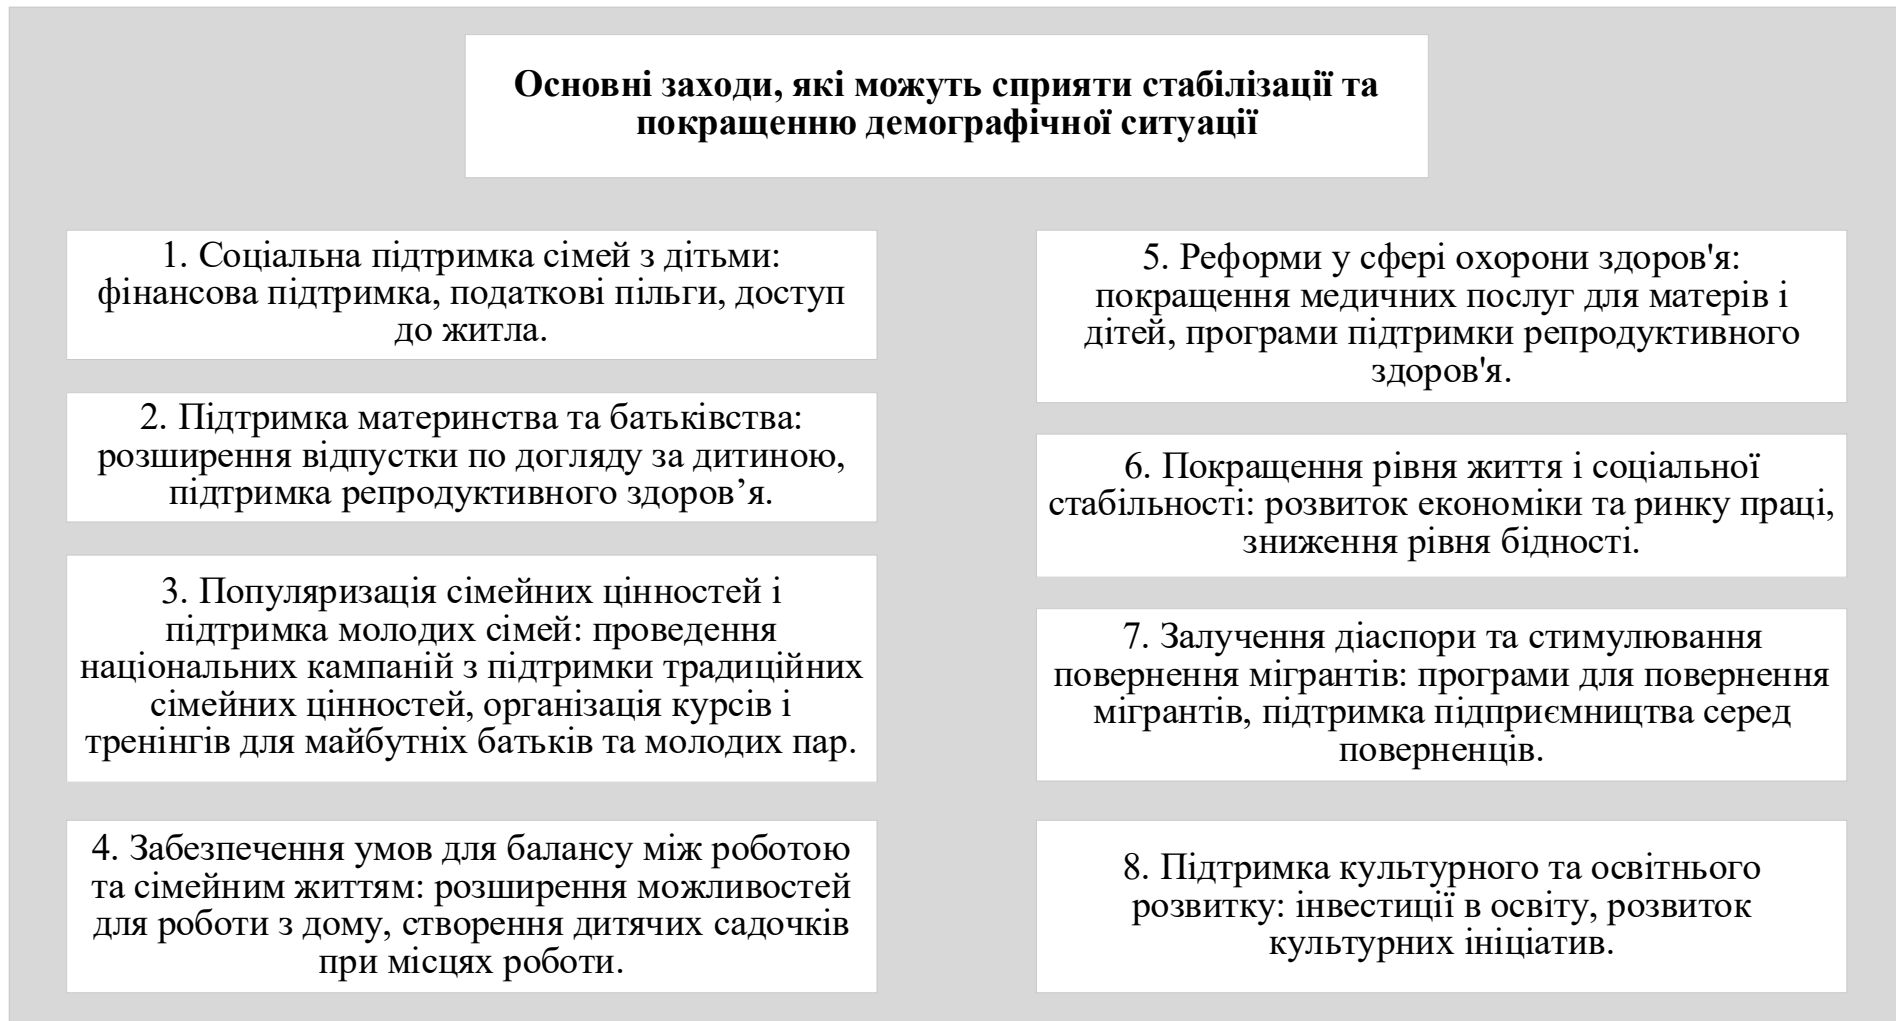 Основні заходи, які можуть сприяти стабілізації та
покращенню демографічної ситуації
1. Соціальна підтримка сімей з дітьми:
фінансова підтримка, податкові пільги, доступ
до житла.
2. Підтримка материнства та батьківства:
розширення відпустки по догляду за дитиною,
підтримка репродуктивного здоров’я.
3. Популяризація сімейних цінностей і
підтримка молодих сімей: проведення
національних кампаній з підтримки традиційних
сімейних цінностей, організація курсів і
тренінгів для майбутніх батьків та молодих пар.
4. Забезпечення умов для балансу між роботою
та сімейним життям: розширення можливостей
для роботи з дому, створення дитячих садочків
при місцях роботи.
5. Реформи у сфері охорони здоров'я:
покращення медичних послуг для матерів і
дітей, програми підтримки репродуктивного
здоров'я.
6. Покращення рівня життя і соціальної
стабільності: розвиток економіки та ринку праці,
зниження рівня бідності.
7. Залучення діаспори та стимулювання
повернення мігрантів: програми для повернення
мігрантів, підтримка підприємництва серед
поверненців.
8. Підтримка культурного та освітнього
розвитку: інвестиції в освіту, розвиток
культурних ініціатив.